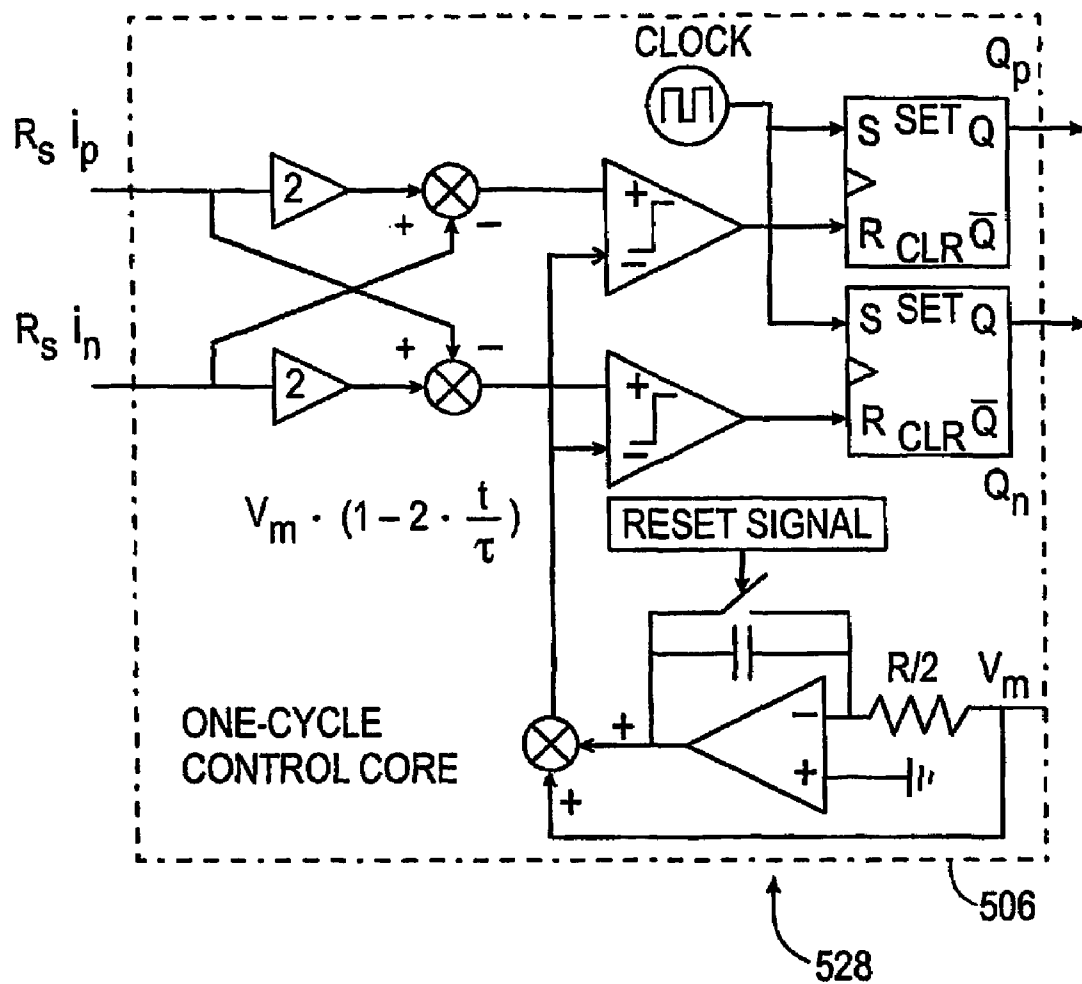 CLOCK
Qp
Rs ip
2
+
−
+
−
S SET Q
R CLR Q̅
Rs in
2
+
−
+
−
S SET Q
R CLR Q̅
Qn
Vm · (1 − 2 · t/τ)
RESET SIGNAL
R/2
Vm
ONE-CYCLE
CONTROL CORE
+
+
−
+
506
528